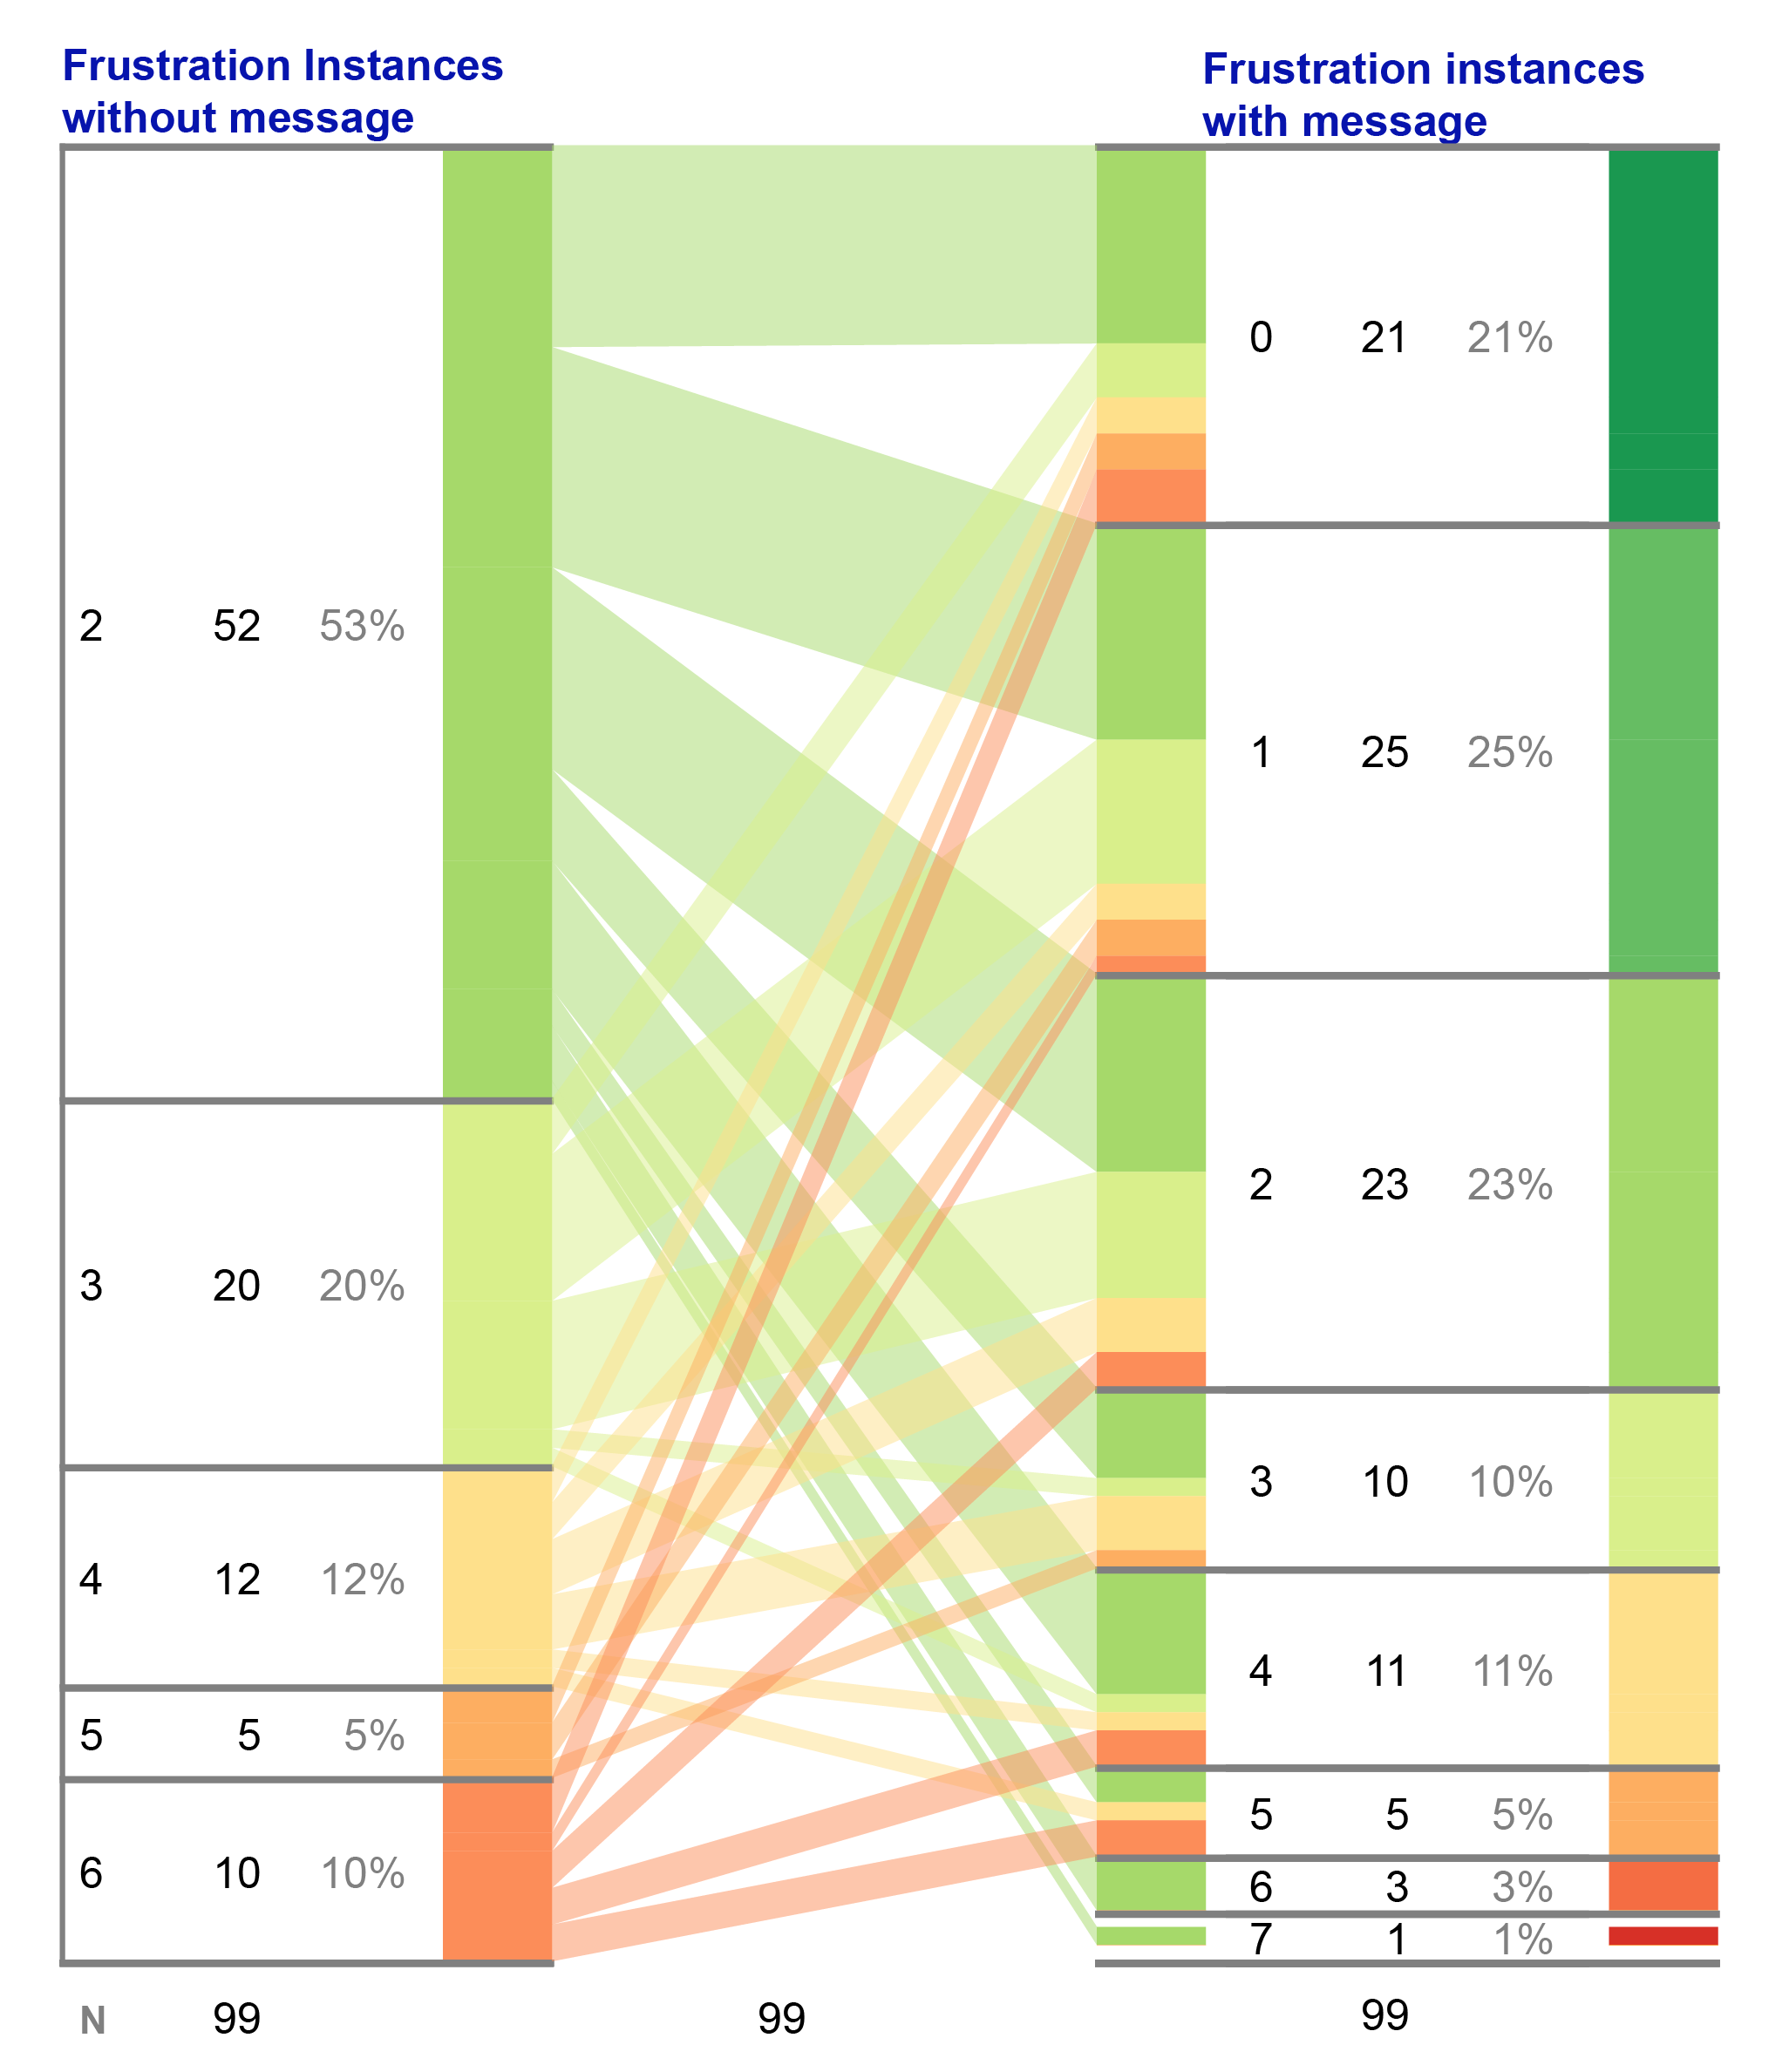 Frustration Instances
without message
Frustration instances
with message
2 52 53%
3 20 20%
4 12 12%
5 5 5%
6 10 10%
0 21 21%
1 25 25%
2 23 23%
3 10 10%
4 11 11%
5 5 5%
6 3 3%
7 1 1%
N 99 99 99